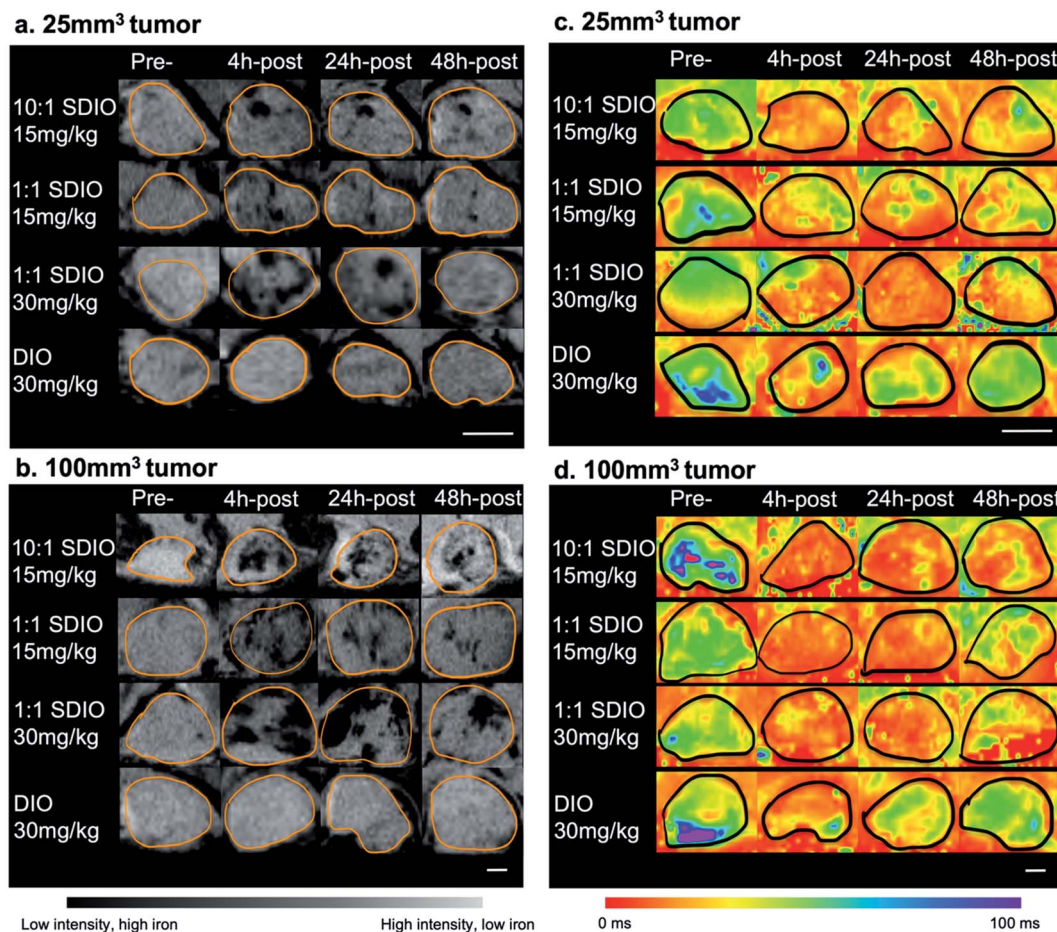 a. 25mm³ tumor
Pre- 4h-post 24h-post 48h-post
10:1 SDIO
15mg/kg
1:1 SDIO
15mg/kg
1:1 SDIO
30mg/kg
DIO
30mg/kg
b. 100mm³ tumor
Pre- 4h-post 24h-post 48h-post
10:1 SDIO
15mg/kg
1:1 SDIO
15mg/kg
1:1 SDIO
30mg/kg
DIO
30mg/kg
Low intensity, high iron High intensity, low iron
c. 25mm³ tumor
Pre- 4h-post 24h-post 48h-post
10:1 SDIO
15mg/kg
1:1 SDIO
15mg/kg
1:1 SDIO
30mg/kg
DIO
30mg/kg
d. 100mm³ tumor
Pre- 4h-post 24h-post 48h-post
10:1 SDIO
15mg/kg
1:1 SDIO
15mg/kg
1:1 SDIO
30mg/kg
DIO
30mg/kg
0 ms 100 ms